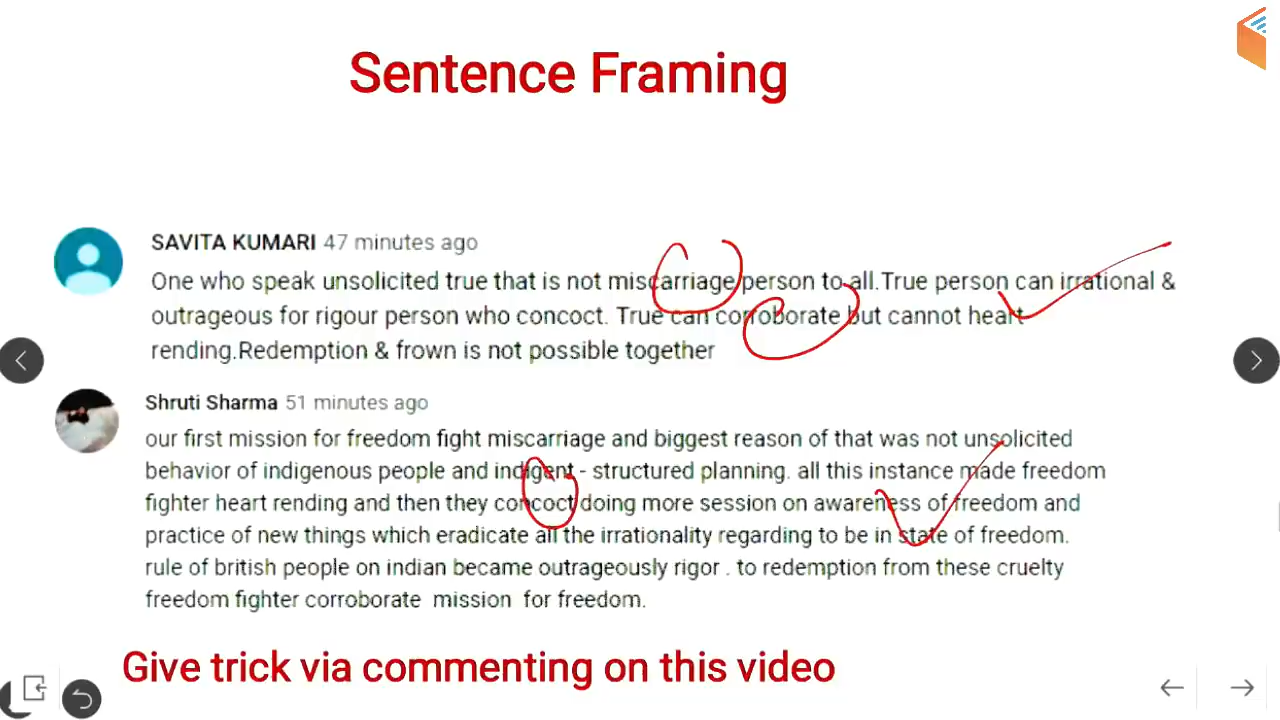 Sentence Framing
SAVITA KUMARI 47 minutes ago
One who speak unsolicited true that is not miscarriage person to all.True person can irrational &
outrageous for rigour person who concoct. True can corroborate but cannot heart
rending.Redemption & frown is not possible together
Shruti Sharma 51 minutes ago
our first mission for freedom fight miscarriage and biggest reason of that was not unsolicited
behavior of indigenous people and indigent - structured planning. all this instance made freedom
fighter heart rending and then they concoct doing more session on awareness of freedom and
practice of new things which eradicate all the irrationality regarding to be in state of freedom.
rule of british people on indian became outrageously rigor . to redemption from these cruelty
freedom fighter corroborate mission for freedom.
Give trick via commenting on this video